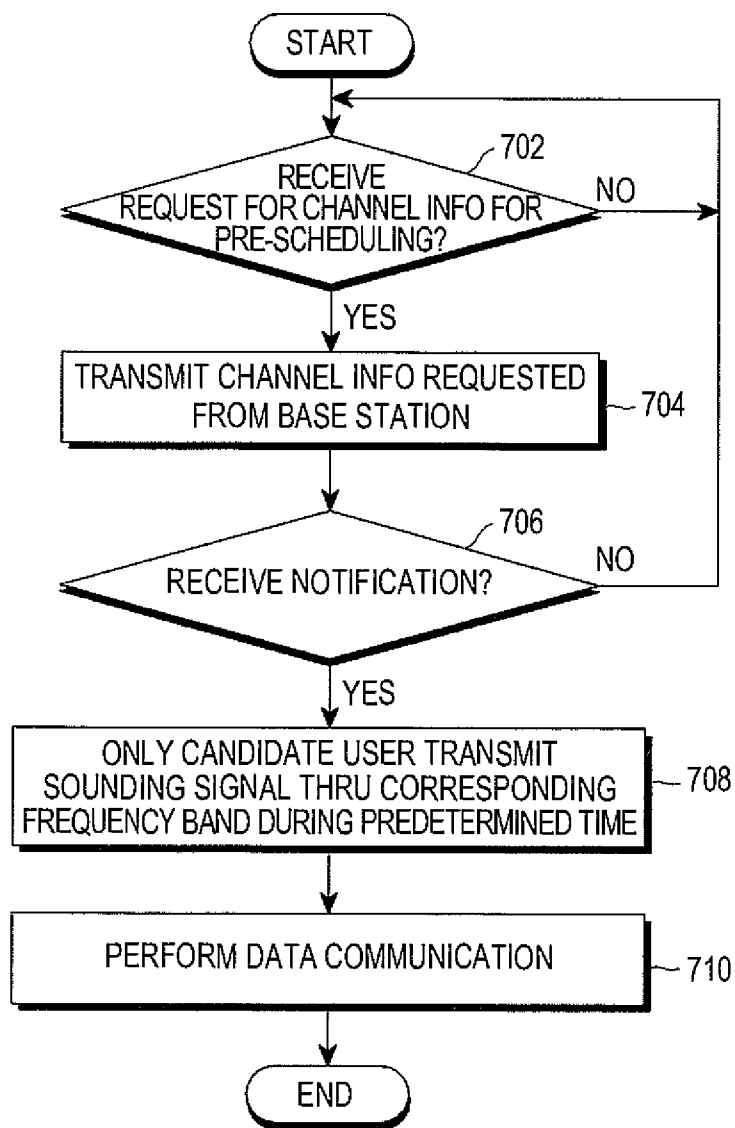 START
702
RECEIVE
REQUEST FOR CHANNEL INFO FOR
PRE-SCHEDULING?
NO
YES
TRANSMIT CHANNEL INFO REQUESTED
FROM BASE STATION
704
706
RECEIVE NOTIFICATION?
NO
YES
ONLY CANDIDATE USER TRANSMIT
SOUNDING SIGNAL THRU CORRESPONDING
FREQUENCY BAND DURING PREDETERMINED TIME
708
PERFORM DATA COMMUNICATION
710
END